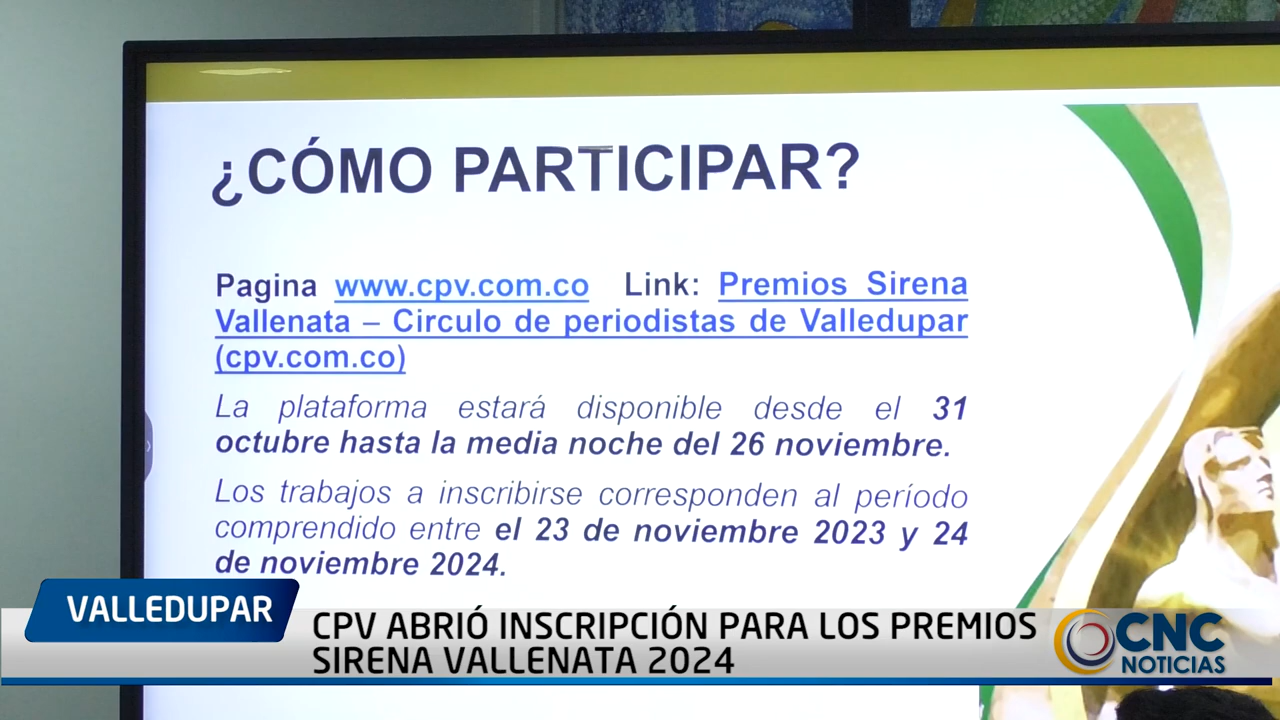 ¿CÓMO PARTICIPAR?
Pagina www.cpv.com.co Link: Premios Sirena
Vallenata – Circulo de periodistas de Valledupar
(cpv.com.co)
La plataforma estará disponible desde el 31
octubre hasta la media noche del 26 noviembre.
Los trabajos a inscribirse corresponden al período
comprendido entre el 23 de noviembre 2023 y 24
de noviembre 2024.
VALLEDUPAR
CPV ABRIÓ INSCRIPCIÓN PARA LOS PREMIOS
SIRENA VALLENATA 2024
CNC
NOTICIAS